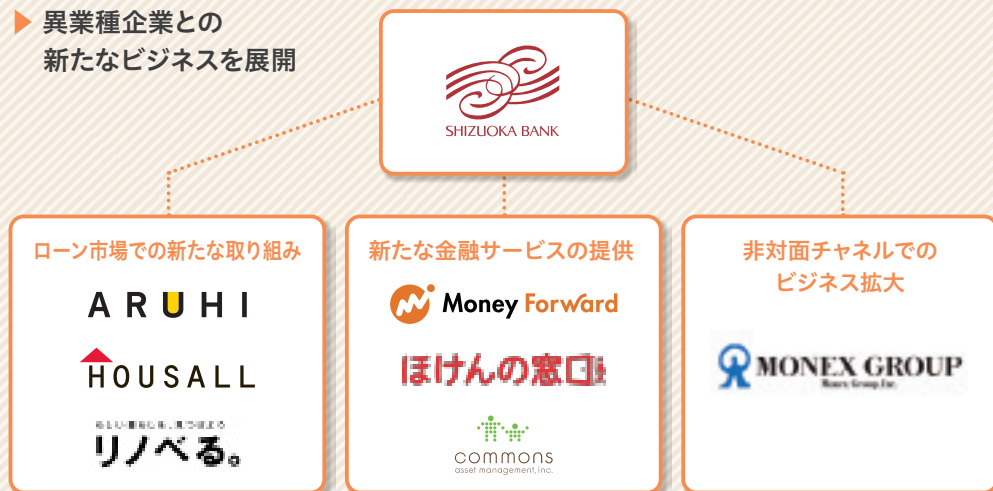 異業種企業との
新たなビジネスを展開
SHIZUOKA BANK
ローン市場での新たな取り組み
ARUHI
HOUSALL
リノベる。
新たな金融サービスの提供
Money Forward
ほけんの窓口
commons
asset management, inc.
非対面チャネルでの
ビジネス拡大
MONEX GROUP
Monex Group, Inc.